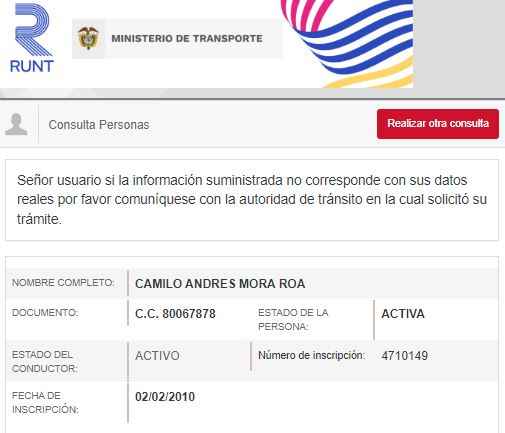 RUNT
MINISTERIO DE TRANSPORTE
Consulta Personas
Realizar otra consulta
Señor usuario si la información suministrada no corresponde con sus datos
reales por favor comuníquese con la autoridad de tránsito en la cual solicitó su
trámite.
NOMBRE COMPLETO: CAMILO ANDRES MORA ROA
DOCUMENTO: C.C. 80067878 ESTADO DE LA
PERSONA: ACTIVA
ESTADO DEL
CONDUCTOR: ACTIVO Número de inscripción: 4710149
FECHA DE
INSCRIPCIÓN: 02/02/2010